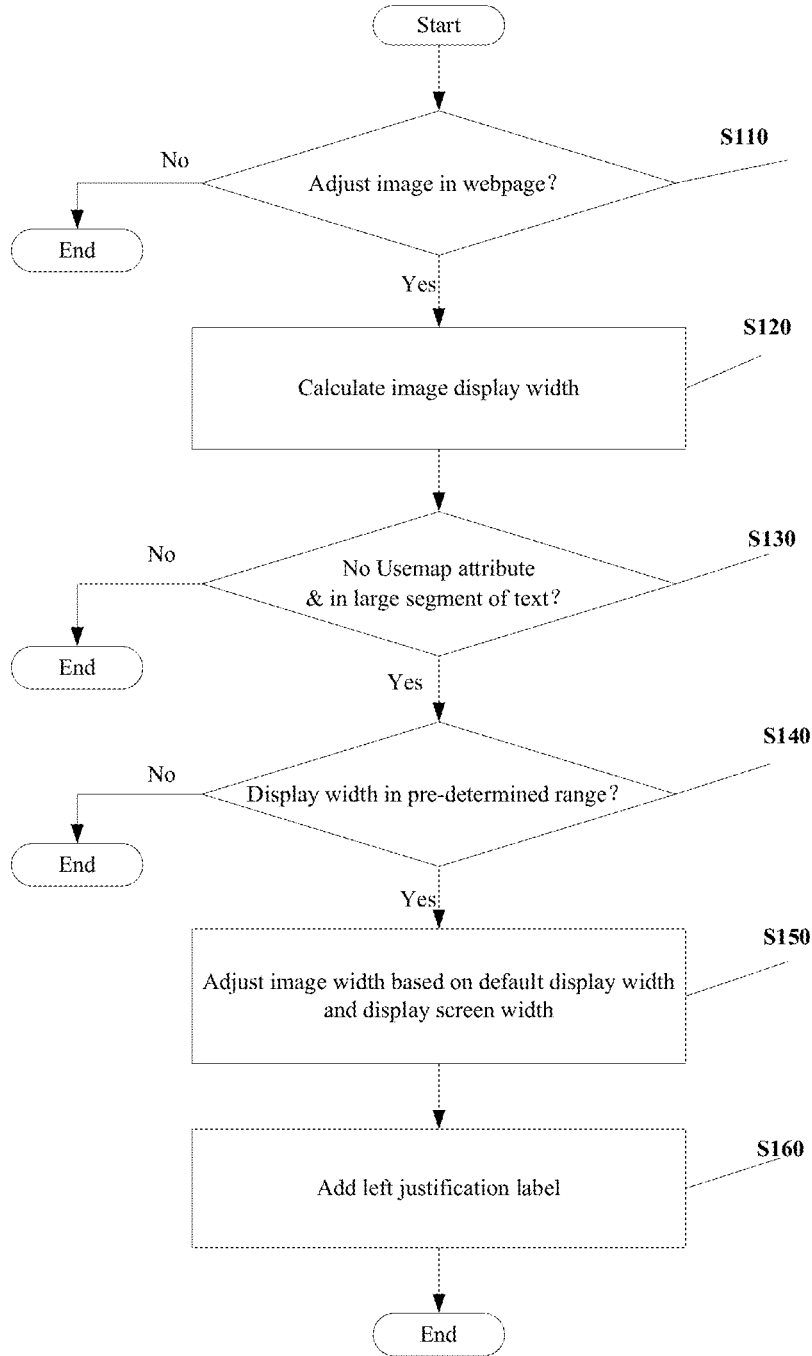 Start
S110
No
Adjust image in webpage?
End
Yes
S120
Calculate image display width
S130
No
No Usemap attribute
& in large segment of text?
End
Yes
S140
No
Display width in pre-determined range?
End
Yes
S150
Adjust image width based on default display width
and display screen width
S160
Add left justification label
End